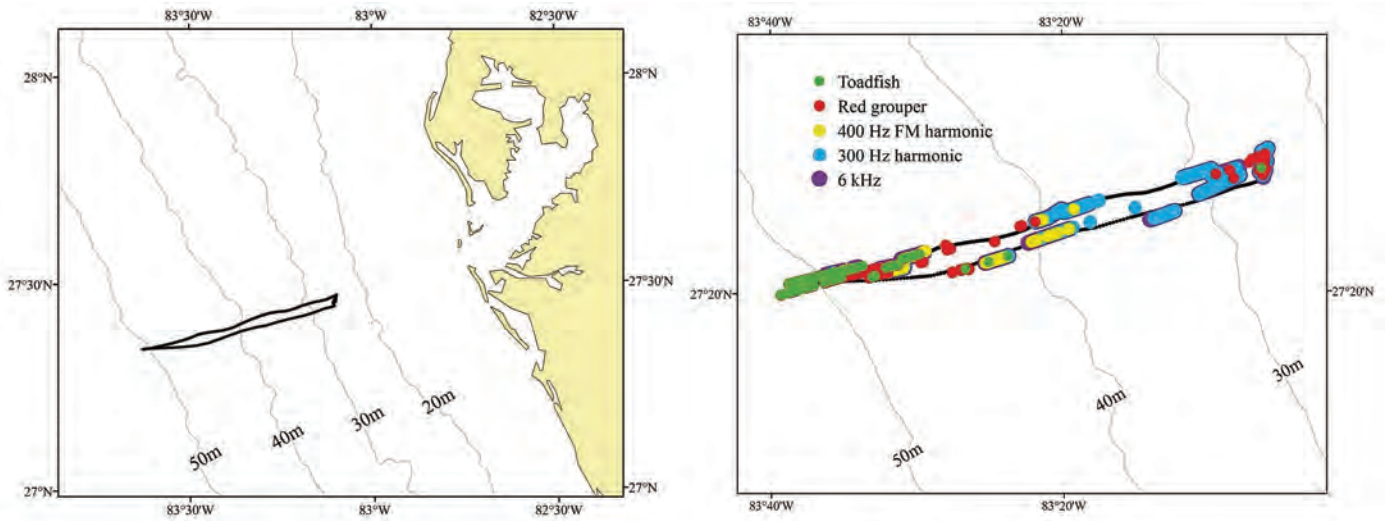 83°30'W 83°W 82°30'W
28°N 28°N
27°30'N 27°30'N
27°N 27°N
50m 40m 30m 20m
83°30'W 83°W 82°30'W
83°40'W 83°20'W
Toadfish
Red grouper
400 Hz FM harmonic
300 Hz harmonic
6 kHz
27°20'N 27°20'N
50m 40m 30m
83°40'W 83°20'W